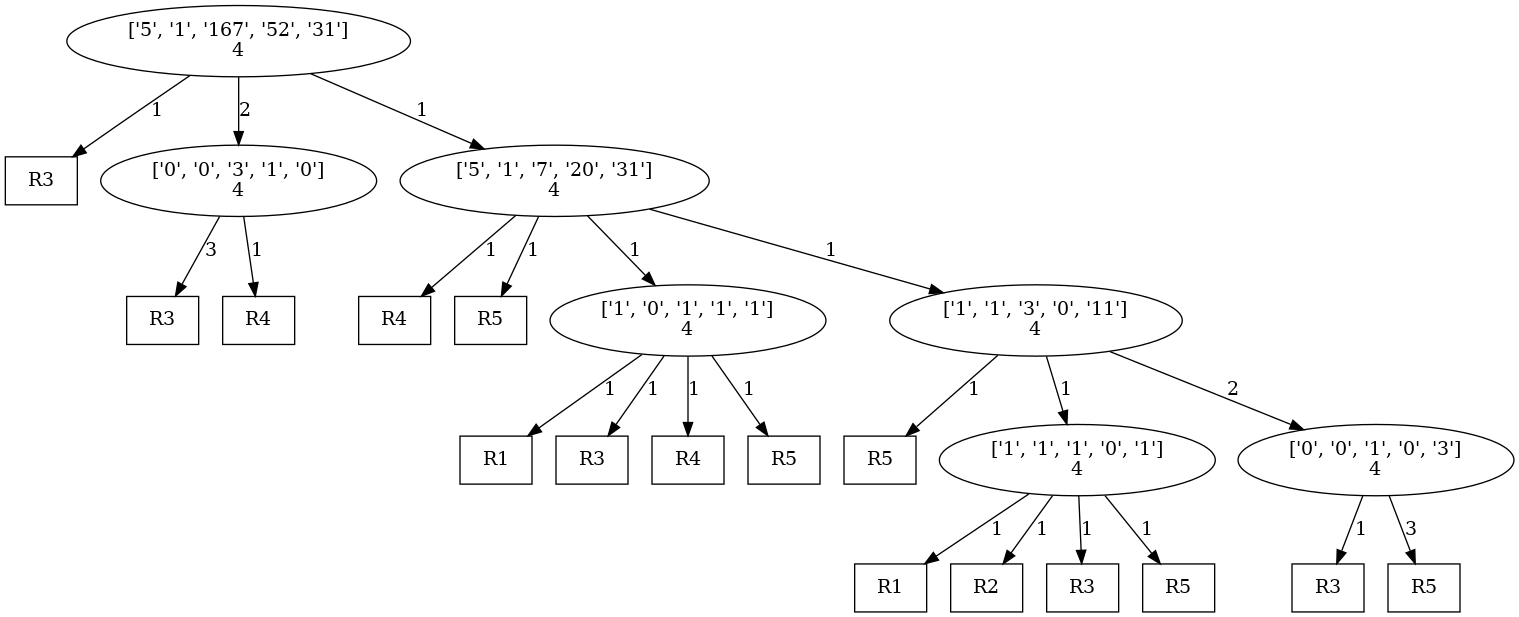 ['5', '1', '167', '52', '31']
4
1
2
1
R3
['0', '0', '3', '1', '0']
4
['5', '1', '7', '20', '31']
4
3
1
1
1
1
1
R3
R4
R4
R5
['1', '0', '1', '1', '1']
4
['1', '1', '3', '0', '11']
4
1
1
1
1
1
1
2
R1
R3
R4
R5
R5
['1', '1', '1', '0', '1']
4
['0', '0', '1', '0', '3']
4
1
1
1
1
1
3
R1
R2
R3
R5
R3
R5